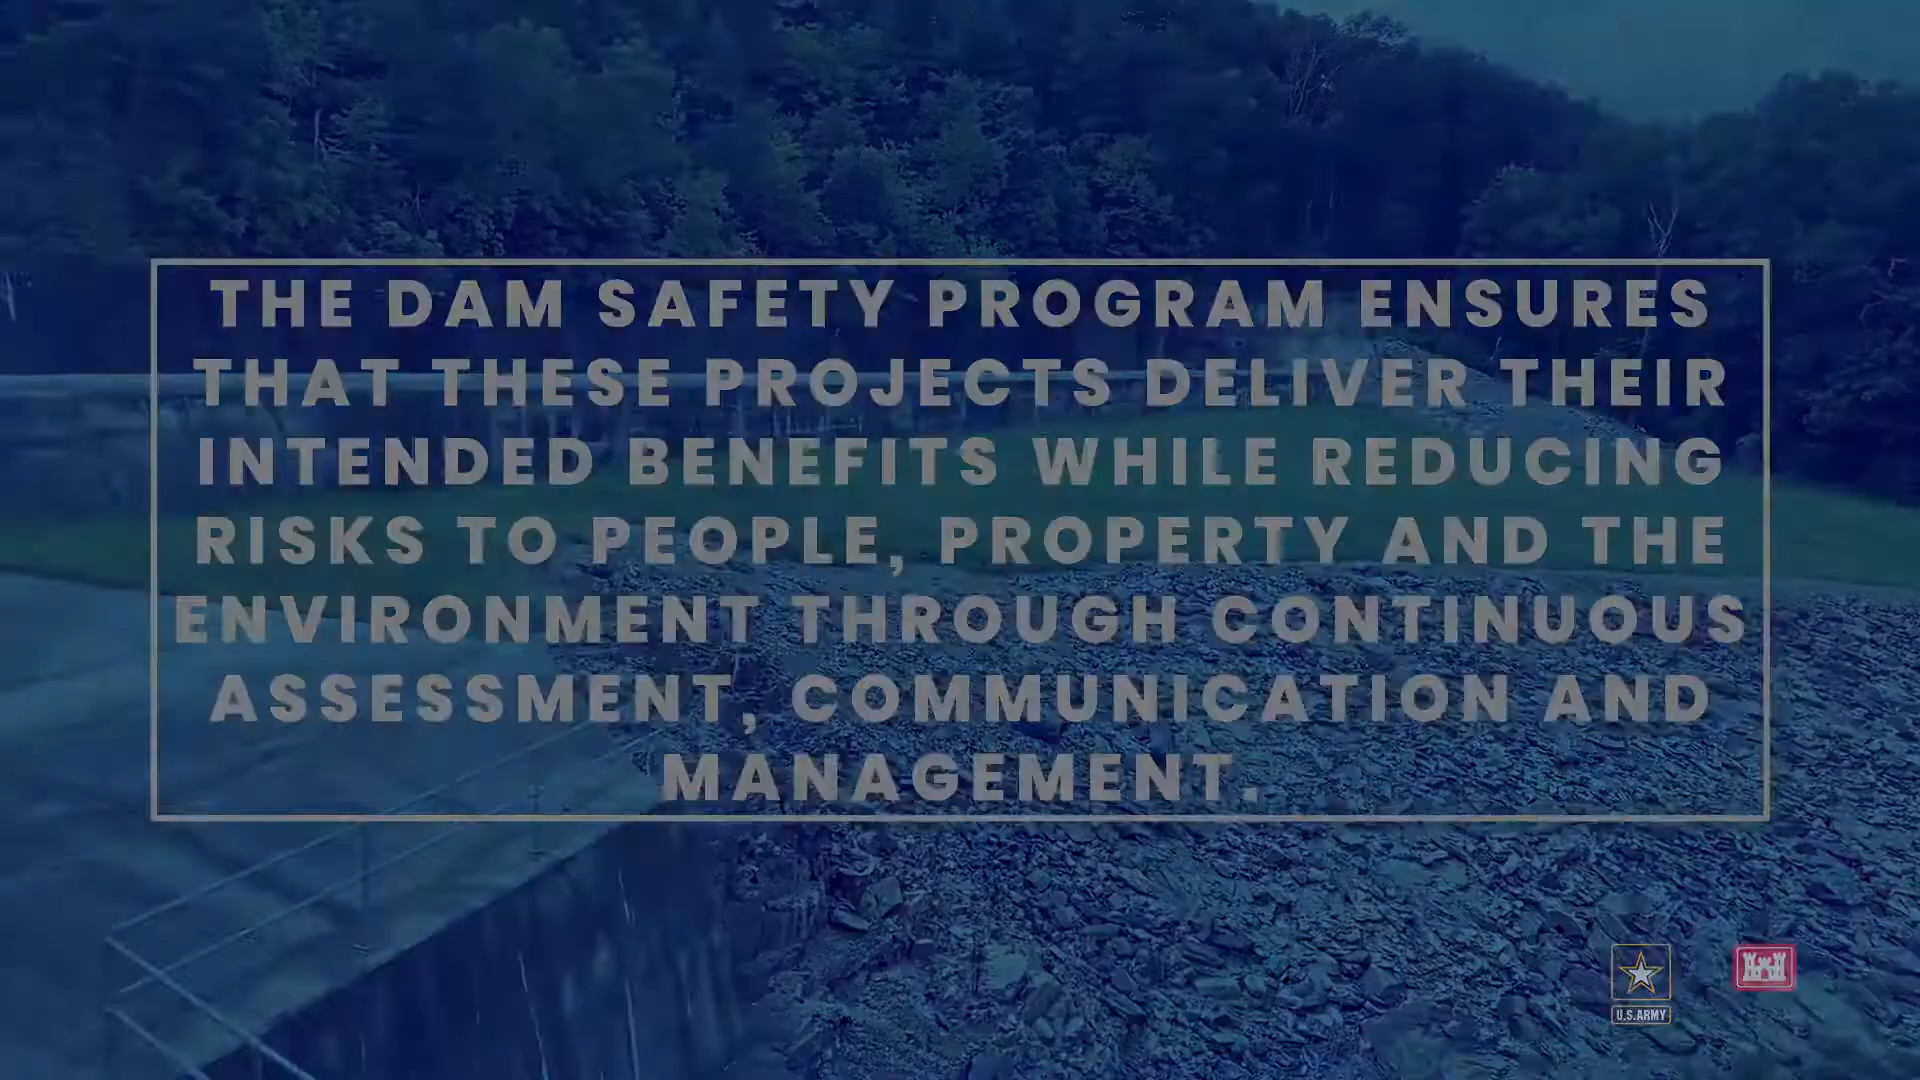 THE DAM SAFETY PROGRAM ENSURES
THAT THESE PROJECTS DELIVER THEIR
INTENDED BENEFITS WHILE REDUCING
RISKS TO PEOPLE, PROPERTY AND THE
ENVIRONMENT THROUGH CONTINUOUS
ASSESSMENT, COMMUNICATION AND
MANAGEMENT.
U.S.ARMY